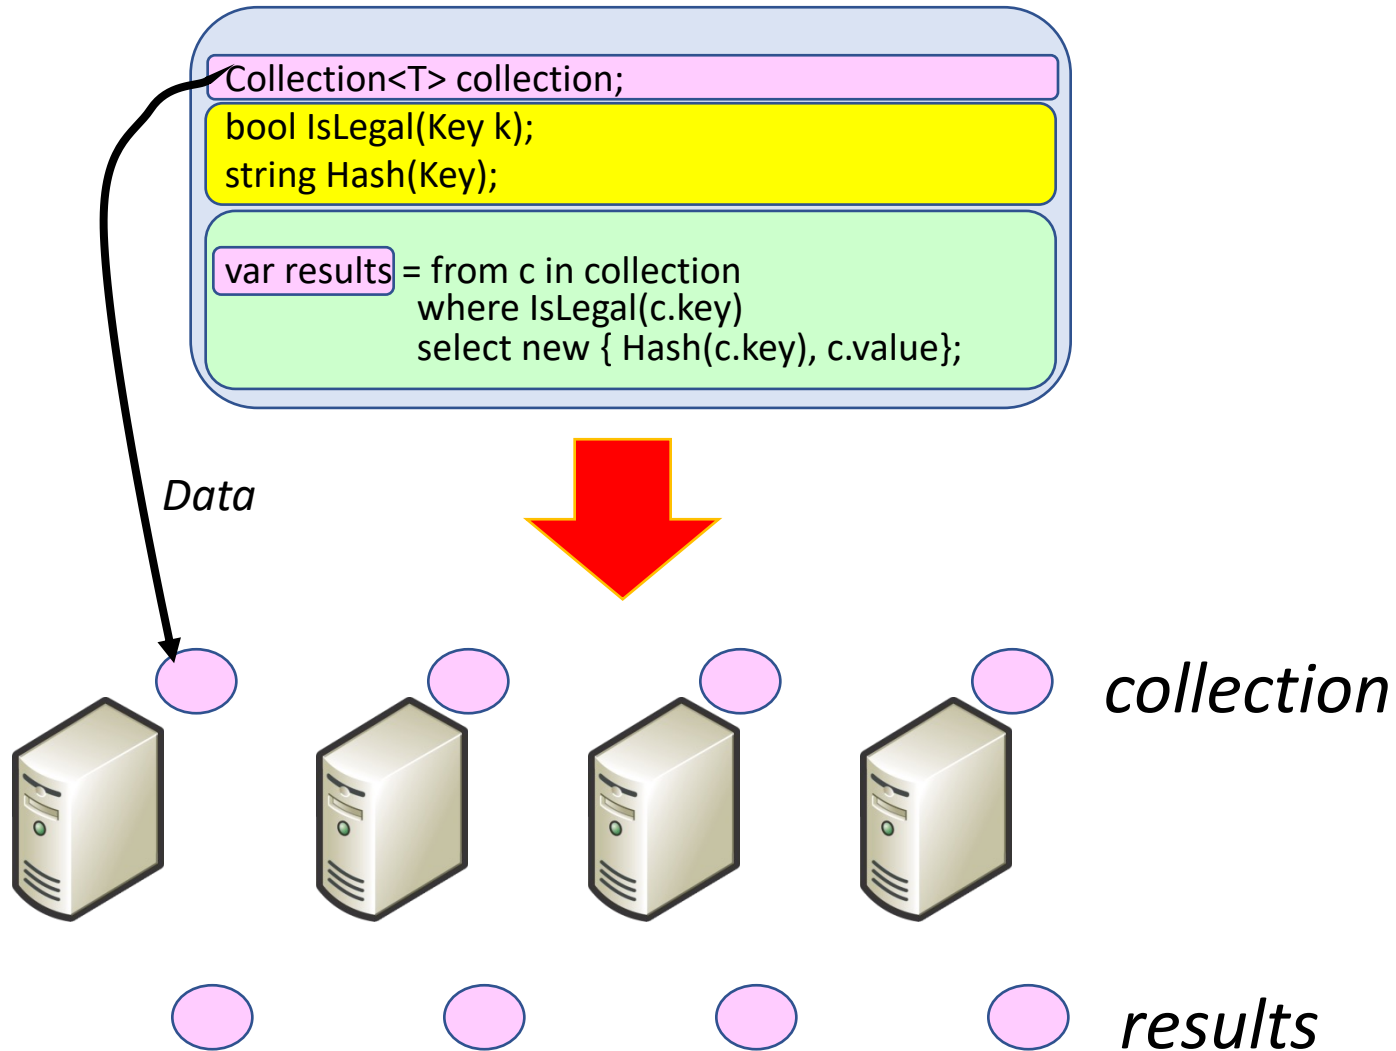 Collection<T> collection;
bool IsLegal(Key k);
string Hash(Key);
var results = from c in collection
where IsLegal(c.key)
select new { Hash(c.key), c.value};
Data
collection
results